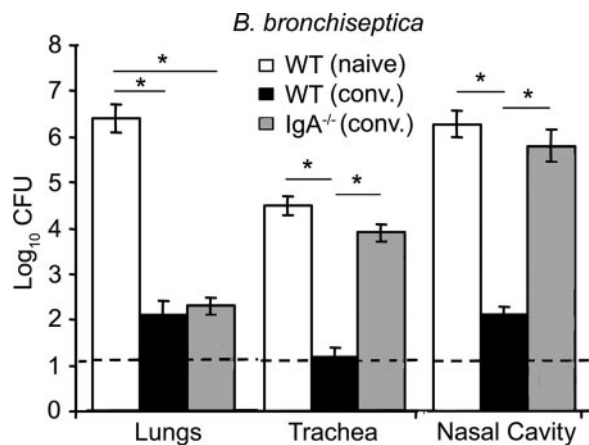 B. bronchiseptica
* * * * * *
WT (naive)
WT (conv.)
IgA-/- (conv.)
Log10 CFU
8
7
6
5
4
3
2
1
0
Lungs Trachea Nasal Cavity